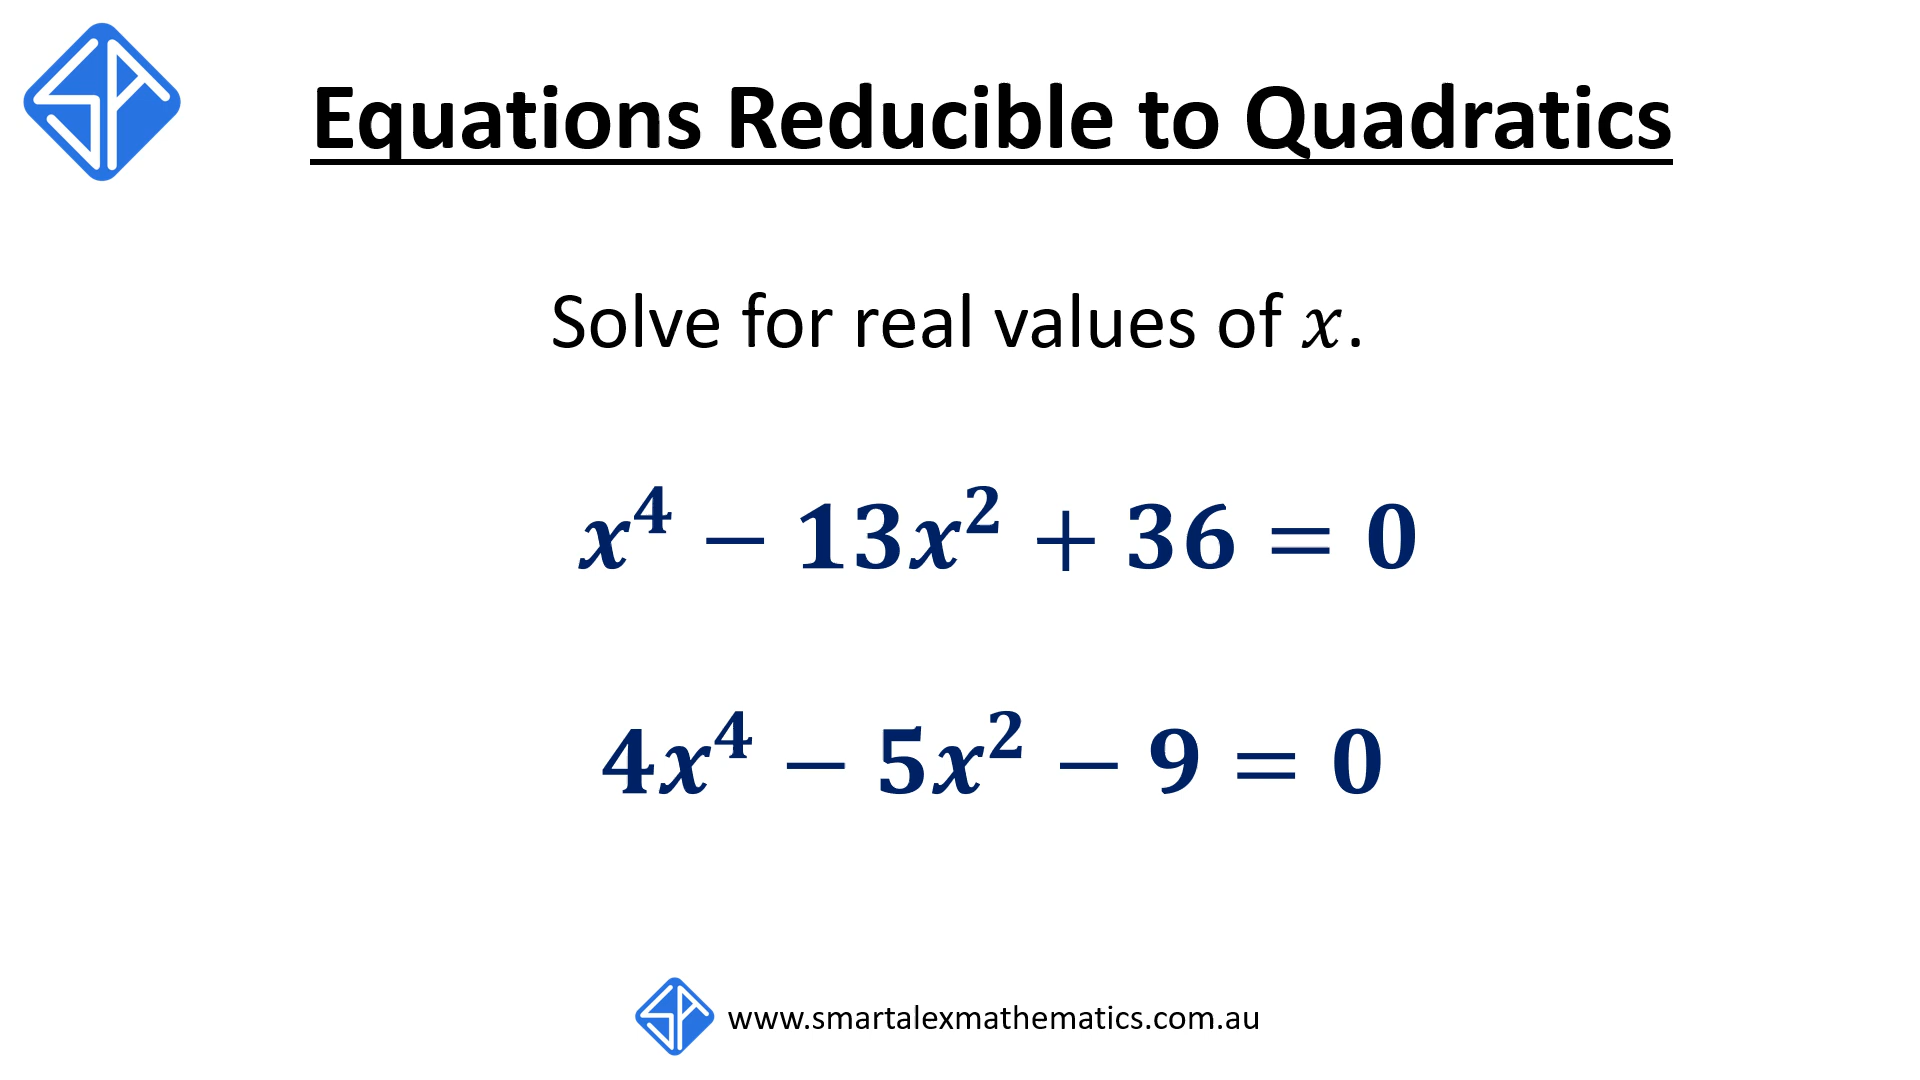 Equations Reducible to Quadratics
Solve for real values of x.
x⁴ − 13x² + 36 = 0
4x⁴ − 5x² − 9 = 0
www.smartalexmathematics.com.au